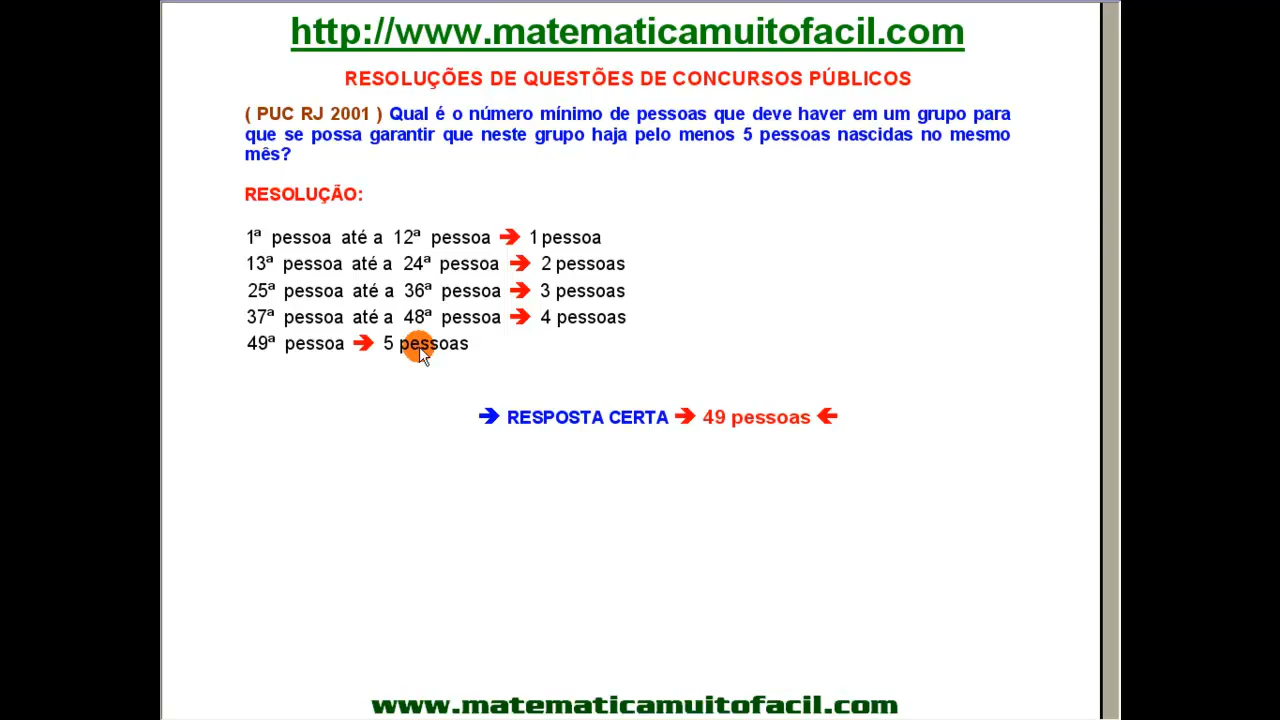 http://www.matematicamuitofacil.com
RESOLUÇÕES DE QUESTÕES DE CONCURSOS PÚBLICOS
( PUC RJ 2001 ) Qual é o número mínimo de pessoas que deve haver em um grupo para
que se possa garantir que neste grupo haja pelo menos 5 pessoas nascidas no mesmo
mês?
RESOLUÇÃO:
1ª pessoa até a 12ª pessoa ➔ 1 pessoa
13ª pessoa até a 24ª pessoa ➔ 2 pessoas
25ª pessoa até a 36ª pessoa ➔ 3 pessoas
37ª pessoa até a 48ª pessoa ➔ 4 pessoas
49ª pessoa ➔ 5 pessoas
➔ RESPOSTA CERTA ➔ 49 pessoas ←
www.matematicamuitofacil.com